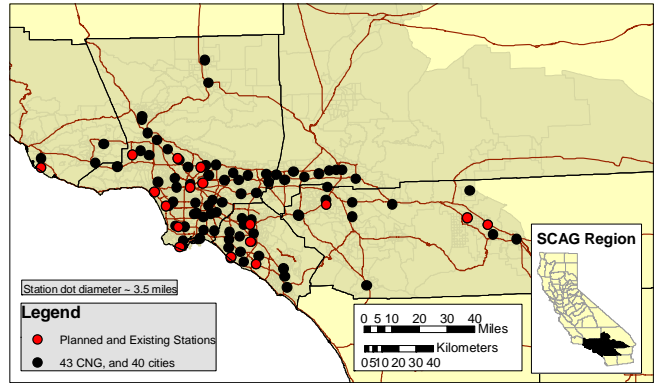 SCAG Region
Station dot diameter ~ 3.5 miles
Legend
Planned and Existing Stations
43 CNG, and 40 cities
0 5 10 20 30 40
Miles
Kilometers
0 5 10 20 30 40